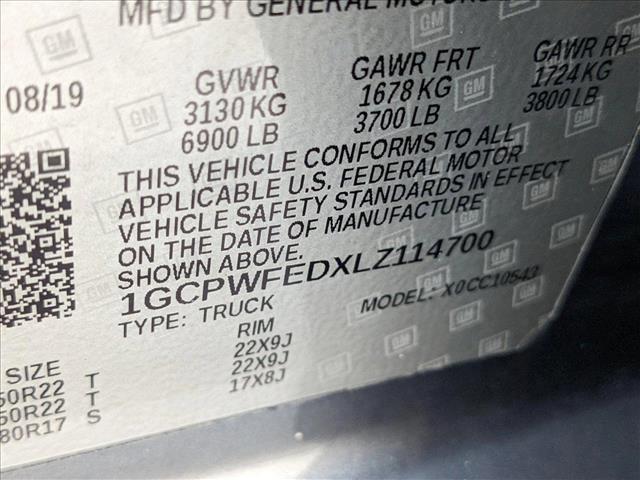 MFD BY GENERAL MOTORS
08/19 GVWR GAWR FRT GAWR RR
3130 KG 1678 KG 1724 KG
6900 LB 3700 LB 3800 LB
THIS VEHICLE CONFORMS TO ALL
APPLICABLE U.S. FEDERAL MOTOR
VEHICLE SAFETY STANDARDS IN EFFECT
ON THE DATE OF MANUFACTURE
SHOWN ABOVE.
1GCPWFEDXLZ114700
TYPE: TRUCK MODEL: X0CC10543
SIZE RIM
50R22 T 22X9J
50R22 T 22X9J
80R17 S 17X8J